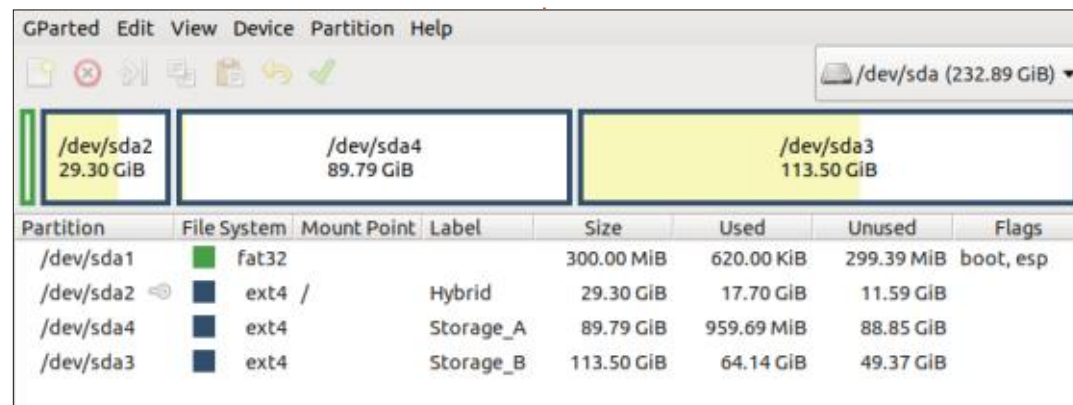 GParted Edit View Device Partition Help
/dev/sda (232.89 GiB)
/dev/sda2
29.30 GiB
/dev/sda4
89.79 GiB
/dev/sda3
113.50 GiB
Partition File System Mount Point Label Size Used Unused Flags
/dev/sda1 fat32 300.00 MiB 620.00 KiB 299.39 MiB boot, esp
/dev/sda2 ext4 / Hybrid 29.30 GiB 17.70 GiB 11.59 GiB
/dev/sda4 ext4 Storage_A 89.79 GiB 959.69 MiB 88.85 GiB
/dev/sda3 ext4 Storage_B 113.50 GiB 64.14 GiB 49.37 GiB